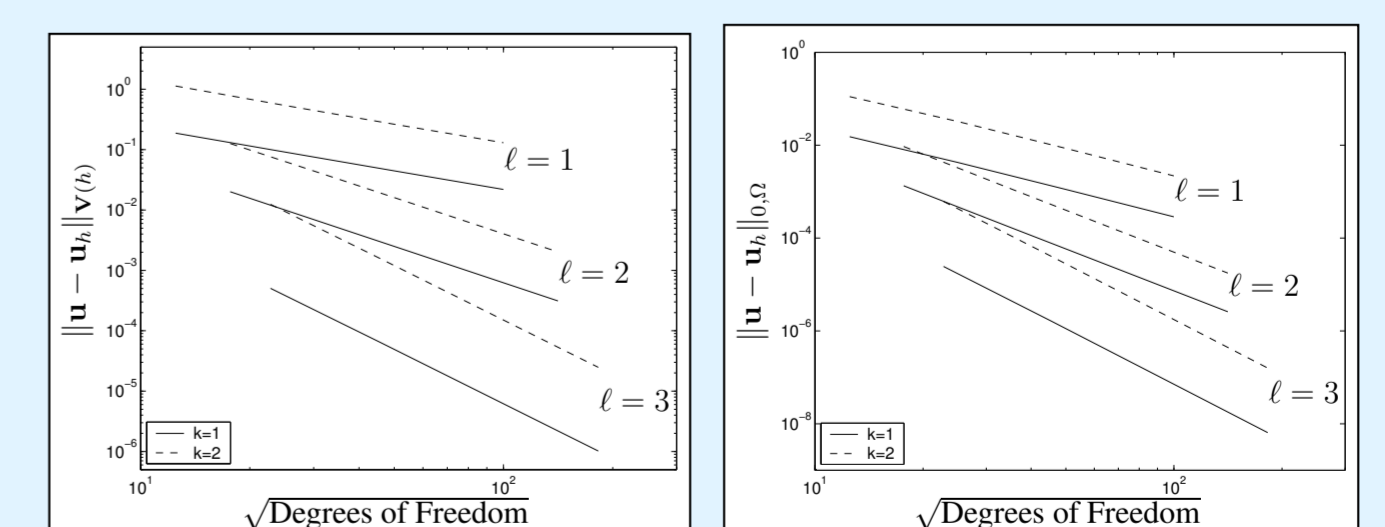 ‖u − u_h‖_V(h)
10^0
10^−1
10^−2
10^−3
10^−4
10^−5
10^−6
ℓ = 1
ℓ = 2
ℓ = 3
k=1
k=2
10^1
10^2
√Degrees of Freedom
‖u − u_h‖_0,Ω
10^0
10^−2
10^−4
10^−6
10^−8
ℓ = 1
ℓ = 2
ℓ = 3
k=1
k=2
10^1
10^2
√Degrees of Freedom